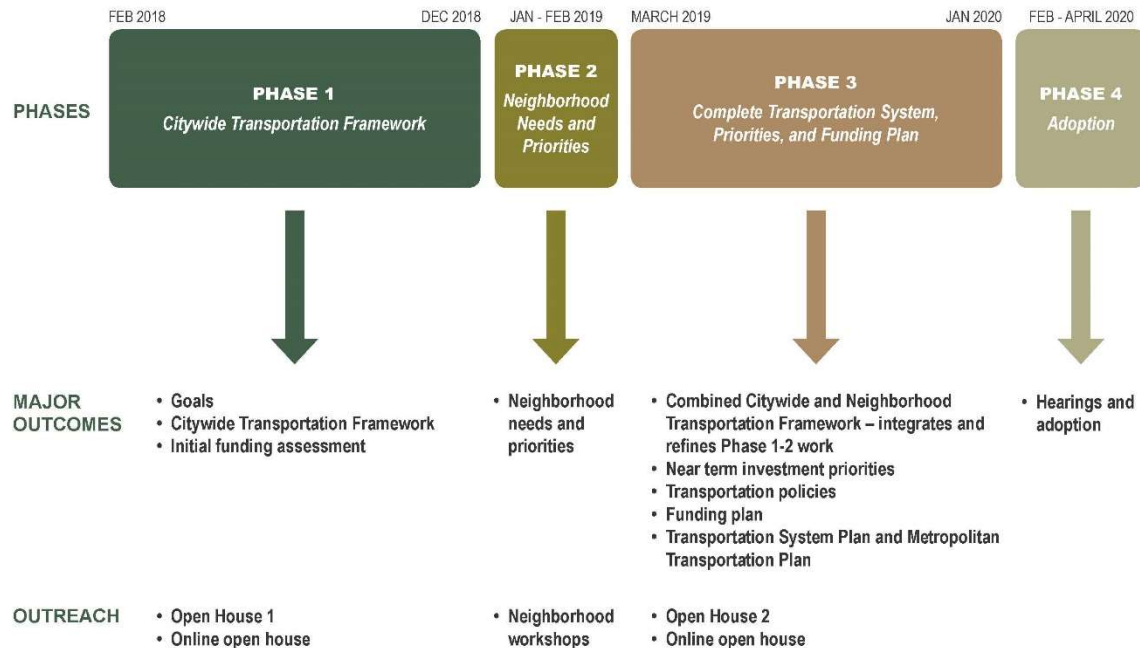 FEB 2018
DEC 2018
JAN - FEB 2019
MARCH 2019
JAN 2020
FEB - APRIL 2020
PHASES
PHASE 1
Citywide Transportation Framework
PHASE 2
Neighborhood
Needs and
Priorities
PHASE 3
Complete Transportation System,
Priorities, and Funding Plan
PHASE 4
Adoption
MAJOR
OUTCOMES
• Goals
• Citywide Transportation Framework
• Initial funding assessment
• Neighborhood
needs and
priorities
• Combined Citywide and Neighborhood
Transportation Framework – integrates and
refines Phase 1-2 work
• Near term investment priorities
• Transportation policies
• Funding plan
• Transportation System Plan and Metropolitan
Transportation Plan
• Hearings and
adoption
OUTREACH
• Open House 1
• Online open house
• Neighborhood
workshops
• Open House 2
• Online open house